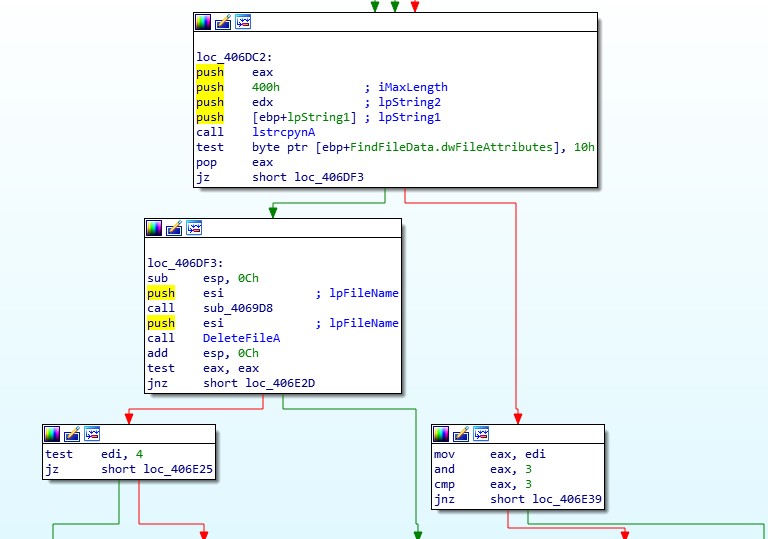 loc_406DC2:
push eax
push 400h ; iMaxLength
push edx ; lpString2
push [ebp+lpString1] ; lpString1
call lstrcpynA
test byte ptr [ebp+FindFileData.dwFileAttributes], 10h
pop eax
jz short loc_406DF3
loc_406DF3:
sub esp, 0Ch
push esi ; lpFileName
call sub_4069D8
push esi ; lpFileName
call DeleteFileA
add esp, 0Ch
test eax, eax
jnz short loc_406E2D
test edi, 4
jz short loc_406E25
mov eax, edi
and eax, 3
cmp eax, 3
jnz short loc_406E39